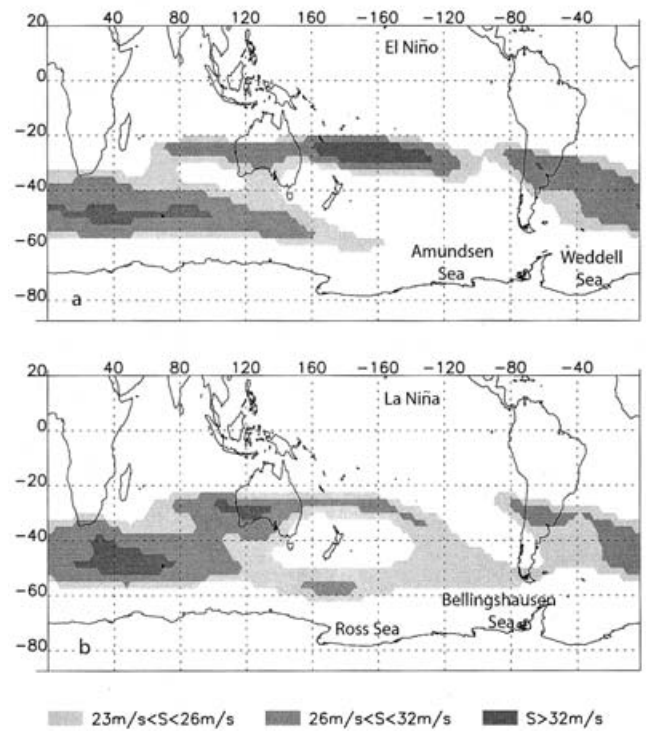 40 80 120 160 −160 −120 −80 −40
20
El Niño
0
−20
−40
−60
Amundsen Weddell
Sea Sea
−80
a
40 80 120 160 −160 −120 −80 −40
20
La Niña
0
−20
−40
−60
Bellingshausen
Ross Sea Sea
−80
b
23m/s<S<26m/s 26m/s<S<32m/s S>32m/s